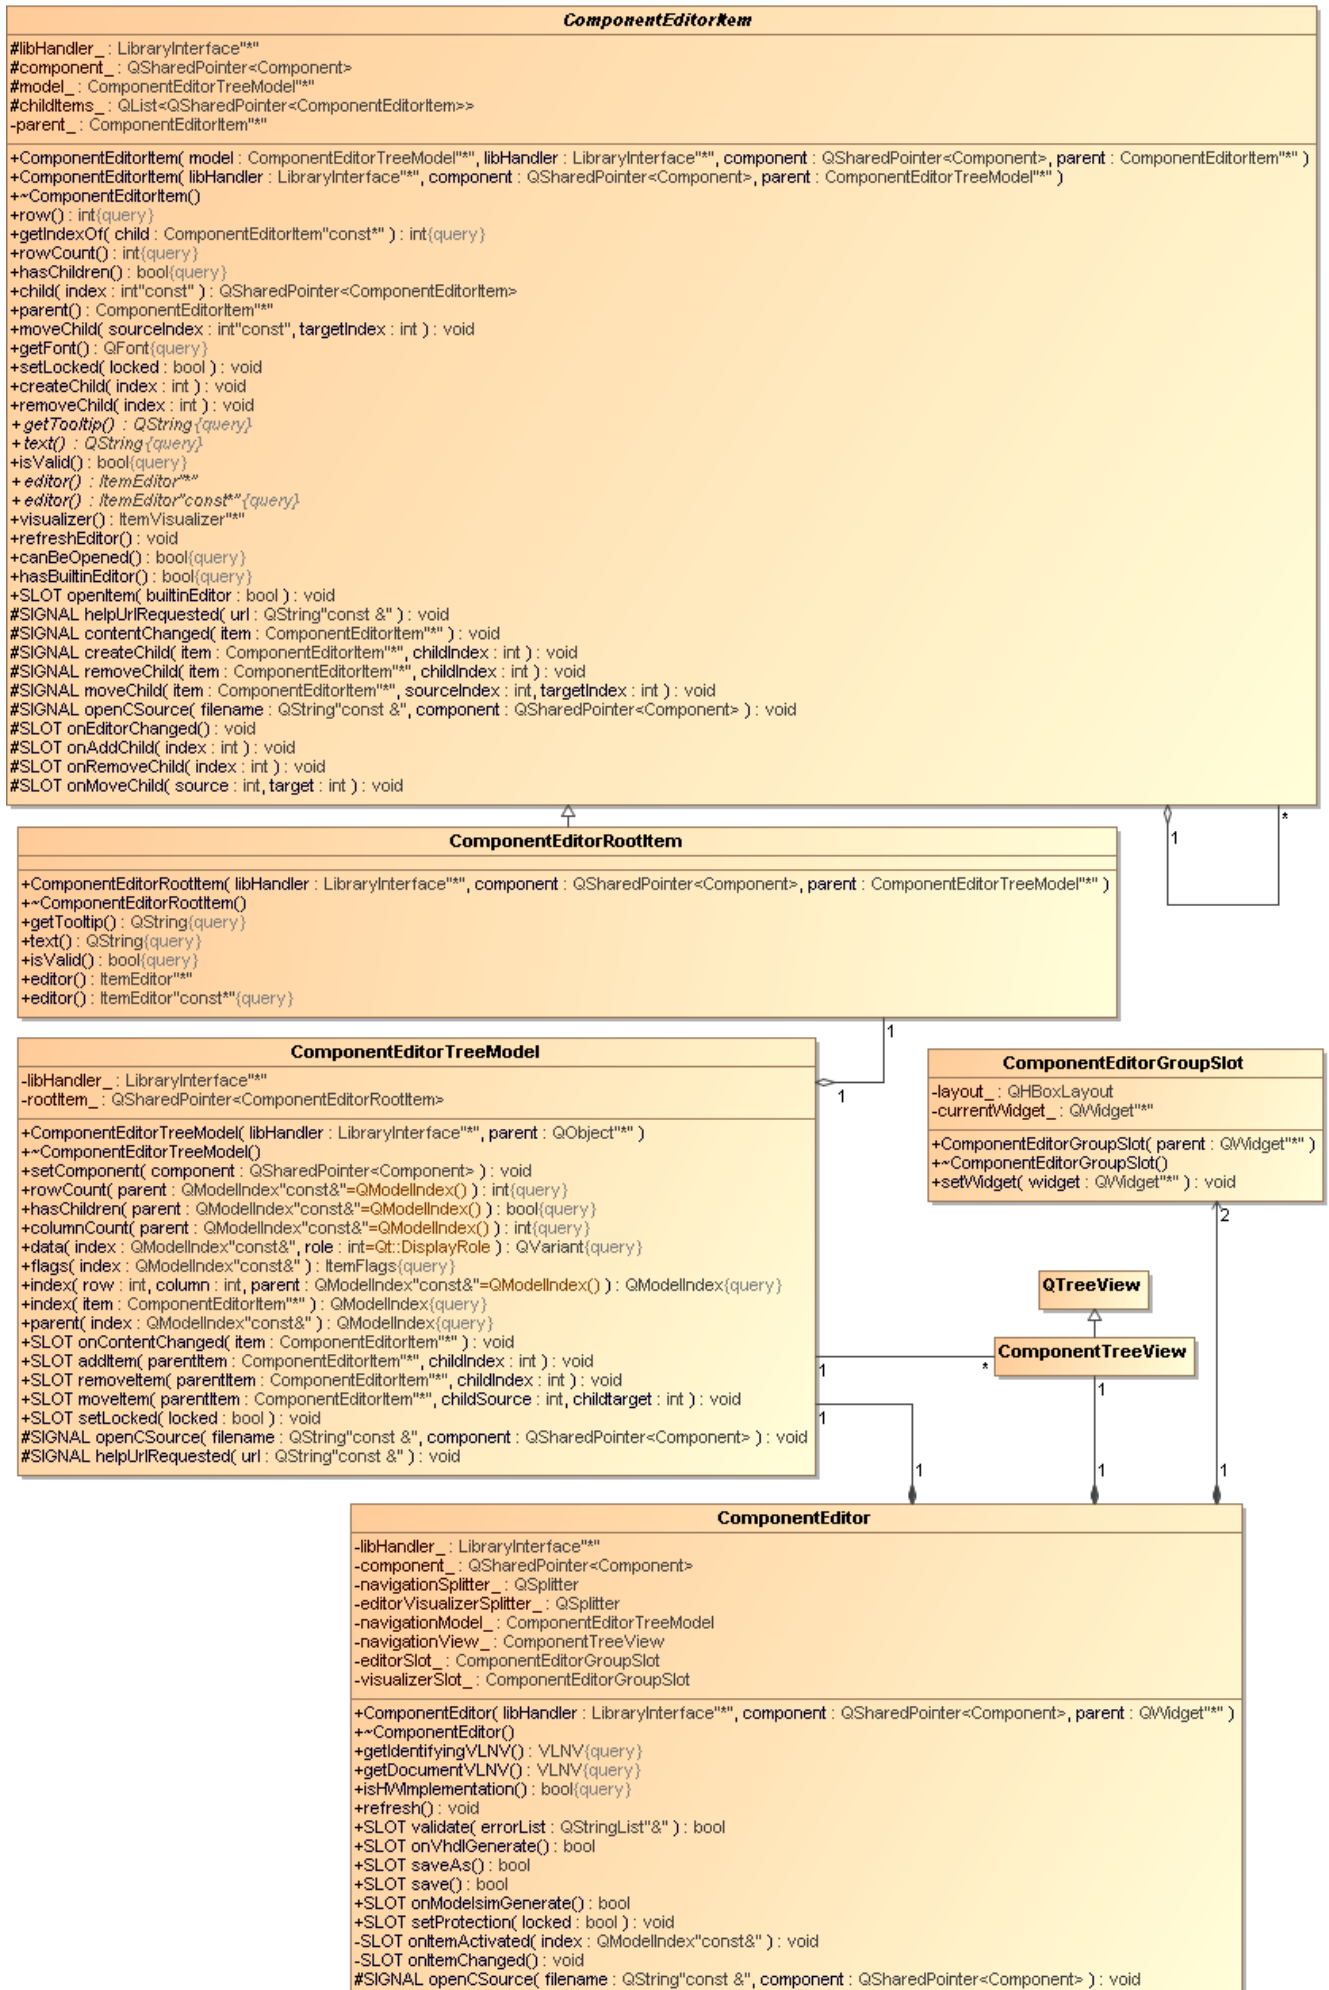 ComponentEditorItem
#libHandler_ : LibraryInterface"*"
#component_ : QSharedPointer<Component>
#model_ : ComponentEditorTreeModel"*"
#childItems_ : QList<QSharedPointer<ComponentEditorItem>>
-parent_ : ComponentEditorItem"*"
+ComponentEditorItem( model : ComponentEditorTreeModel"*", libHandler : LibraryInterface"*", component : QSharedPointer<Component>, parent : ComponentEditorItem"*" )
+ComponentEditorItem( libHandler : LibraryInterface"*", component : QSharedPointer<Component>, parent : ComponentEditorTreeModel"*" )
+~ComponentEditorItem()
+row() : int{query}
+getIndexOf( child : ComponentEditorItem"const*" ) : int{query}
+rowCount() : int{query}
+hasChildren() : bool{query}
+child( index : int"const" ) : QSharedPointer<ComponentEditorItem>
+parent() : ComponentEditorItem"*"
+moveChild( sourceIndex : int"const", targetIndex : int ) : void
+getFont() : QFont{query}
+setLocked( locked : bool ) : void
+createChild( index : int ) : void
+removeChild( index : int ) : void
+getTooltip() : QString{query}
+text() : QString{query}
+isValid() : bool{query}
+editor() : ItemEditor"*"
+editor() : ItemEditor"const*"{query}
+visualizer() : ItemVisualizer"*"
+refreshEditor() : void
+canBeOpened() : bool{query}
+hasBuiltinEditor() : bool{query}
+SLOT openItem( builtinEditor : bool ) : void
#SIGNAL helpUrlRequested( url : QString"const &" ) : void
#SIGNAL contentChanged( item : ComponentEditorItem"*" ) : void
#SIGNAL createChild( item : ComponentEditorItem"*", childIndex : int ) : void
#SIGNAL removeChild( item : ComponentEditorItem"*", childIndex : int ) : void
#SIGNAL moveChild( item : ComponentEditorItem"*", sourceIndex : int, targetIndex : int ) : void
#SIGNAL openCSource( filename : QString"const &", component : QSharedPointer<Component> ) : void
#SLOT onEditorChanged() : void
#SLOT onAddChild( index : int ) : void
#SLOT onRemoveChild( index : int ) : void
#SLOT onMoveChild( source : int, target : int ) : void
1
*
ComponentEditorRootItem
+ComponentEditorRootItem( libHandler : LibraryInterface"*", component : QSharedPointer<Component>, parent : ComponentEditorTreeModel"*" )
+~ComponentEditorRootItem()
+getTooltip() : QString{query}
+text() : QString{query}
+isValid() : bool{query}
+editor() : ItemEditor"*"
+editor() : ItemEditor"const*"{query}
1
1
ComponentEditorTreeModel
-libHandler_ : LibraryInterface"*"
-rootItem_ : QSharedPointer<ComponentEditorRootItem>
+ComponentEditorTreeModel( libHandler : LibraryInterface"*", parent : QObject"*" )
+~ComponentEditorTreeModel()
+setComponent( component : QSharedPointer<Component> ) : void
+rowCount( parent : QModelIndex"const&"=QModelIndex() ) : int{query}
+hasChildren( parent : QModelIndex"const&"=QModelIndex() ) : bool{query}
+columnCount( parent : QModelIndex"const&"=QModelIndex() ) : int{query}
+data( index : QModelIndex"const&", role : int=Qt::DisplayRole ) : QVariant{query}
+flags( index : QModelIndex"const&" ) : ItemFlags{query}
+index( row : int, column : int, parent : QModelIndex"const&"=QModelIndex() ) : QModelIndex{query}
+index( item : ComponentEditorItem"*" ) : QModelIndex{query}
+parent( index : QModelIndex"const&" ) : QModelIndex{query}
+SLOT onContentChanged( item : ComponentEditorItem"*" ) : void
+SLOT addItem( parentItem : ComponentEditorItem"*", childIndex : int ) : void
+SLOT removeItem( parentItem : ComponentEditorItem"*", childIndex : int ) : void
+SLOT moveItem( parentItem : ComponentEditorItem"*", childSource : int, childtarget : int ) : void
+SLOT setLocked( locked : bool ) : void
#SIGNAL openCSource( filename : QString"const &", component : QSharedPointer<Component> ) : void
#SIGNAL helpUrlRequested( url : QString"const &" ) : void
ComponentEditorGroupSlot
-layout_ : QHBoxLayout
-currentWidget_ : QWidget"*"
+ComponentEditorGroupSlot( parent : QWidget"*" )
+~ComponentEditorGroupSlot()
+setWidget( widget : QWidget"*" ) : void
2
QTreeView
ComponentTreeView
1
*
1
1
1
1
1
ComponentEditor
-libHandler_ : LibraryInterface"*"
-component_ : QSharedPointer<Component>
-navigationSplitter_ : QSplitter
-editorVisualizerSplitter_ : QSplitter
-navigationModel_ : ComponentEditorTreeModel
-navigationView_ : ComponentTreeView
-editorSlot_ : ComponentEditorGroupSlot
-visualizerSlot_ : ComponentEditorGroupSlot
+ComponentEditor( libHandler : LibraryInterface"*", component : QSharedPointer<Component>, parent : QWidget"*" )
+~ComponentEditor()
+getIdentifyingVLNV() : VLNV{query}
+getDocumentVLNV() : VLNV{query}
+isHWImplementation() : bool{query}
+refresh() : void
+SLOT validate( errorList : QStringList"&" ) : bool
+SLOT onVhdlGenerate() : bool
+SLOT saveAs() : bool
+SLOT save() : bool
+SLOT onModelsimGenerate() : bool
+SLOT setProtection( locked : bool ) : void
-SLOT onItemActivated( index : QModelIndex"const&" ) : void
-SLOT onItemChanged() : void
#SIGNAL openCSource( filename : QString"const &", component : QSharedPointer<Component> ) : void